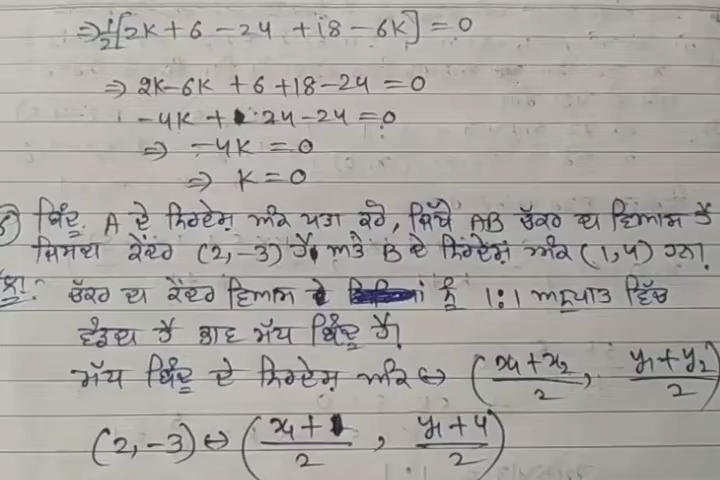 ⇒ 1/2[2K + 6 - 24 + 18 - 6K] = 0
⇒ 2K - 6K + 6 + 18 - 24 = 0
-4K + 24 - 24 = 0
⇒ -4K = 0
⇒ K = 0
ਬਿੰਦੂ A ਦੇ ਨਿਰਦੇਸ਼ ਅੰਕ ਪਤਾ ਕਰੋ, ਜਿੱਥੇ AB ਚੱਕਰ ਦਾ ਵਿਆਸ ਹੈ
ਜਿਸਦਾ ਕੇਂਦਰ (2, -3) ਹੈ ਅਤੇ B ਦੇ ਨਿਰਦੇਸ਼ ਅੰਕ (1, 4) ਹਨ।
ਚੱਕਰ ਦਾ ਕੇਂਦਰ ਵਿਆਸ ਨੂੰ 1:1 ਅਨੁਪਾਤ ਵਿੱਚ
ਵੰਡਦਾ ਹੈ ਭਾਵ ਮੱਧ ਬਿੰਦੂ ਹੈ।
ਮੱਧ ਬਿੰਦੂ ਦੇ ਨਿਰਦੇਸ਼ ਅੰਕ ↔ ((x₁ + x₂)/2, (y₁ + y₂)/2)
(2, -3) ↔ ((x₁ + 1)/2, (y₁ + 4)/2)